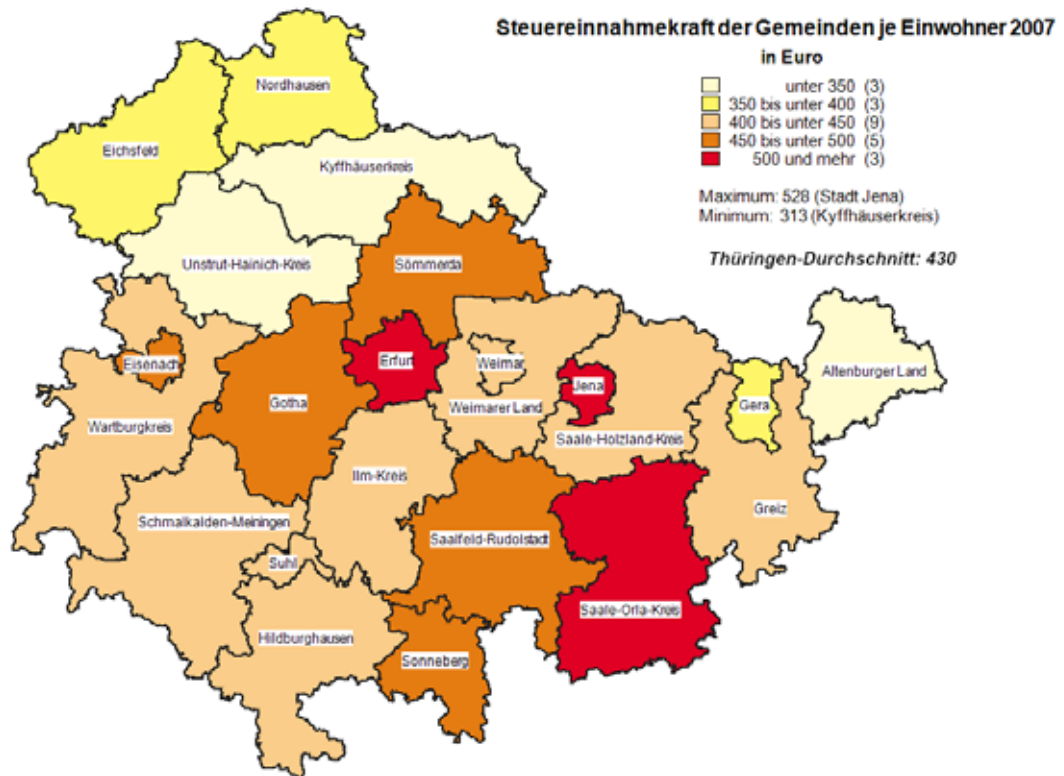 Steuereinnahmekraft der Gemeinden je Einwohner 2007
in Euro
unter 350 (3)
350 bis unter 400 (3)
400 bis unter 450 (9)
450 bis unter 500 (5)
500 und mehr (3)
Maximum: 528 (Stadt Jena)
Minimum: 313 (Kyffhäuserkreis)
Thüringen-Durchschnitt: 430
Nordhausen
Eichsfeld
Kyffhäuserkreis
Unstrut-Hainich-Kreis
Sömmerda
Eisenach
Erfurt
Weimar
Jena
Altenburger Land
Gotha
Weimarer Land
Gera
Wartburgkreis
Saale-Holzland-Kreis
Ilm-Kreis
Greiz
Schmalkalden-Meiningen
Saalfeld-Rudolstadt
Suhl
Saale-Orla-Kreis
Hildburghausen
Sonneberg